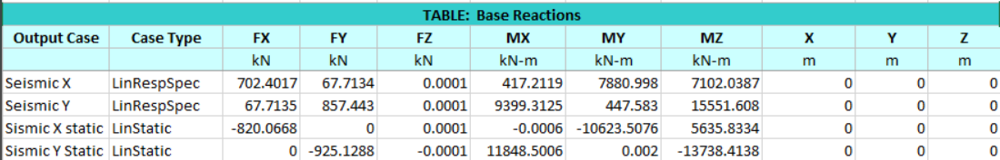 TABLE:  Base Reactions
Output Case Case Type FX FY FZ MX MY MZ X Y Z
kN kN kN kN-m kN-m kN-m m m m
Seismic X LinRespSpec 702.4017 67.7134 0.0001 417.2119 7880.998 7102.0387 0 0 0
Seismic Y LinRespSpec 67.7135 857.443 0.0001 9399.3125 447.583 15551.608 0 0 0
Sismic X static LinStatic -820.0668 0 0.0001 -0.0006 -10623.5076 5635.8334 0 0 0
Sismic Y Static LinStatic 0 -925.1288 -0.0001 11848.5006 0.002 -13738.4138 0 0 0